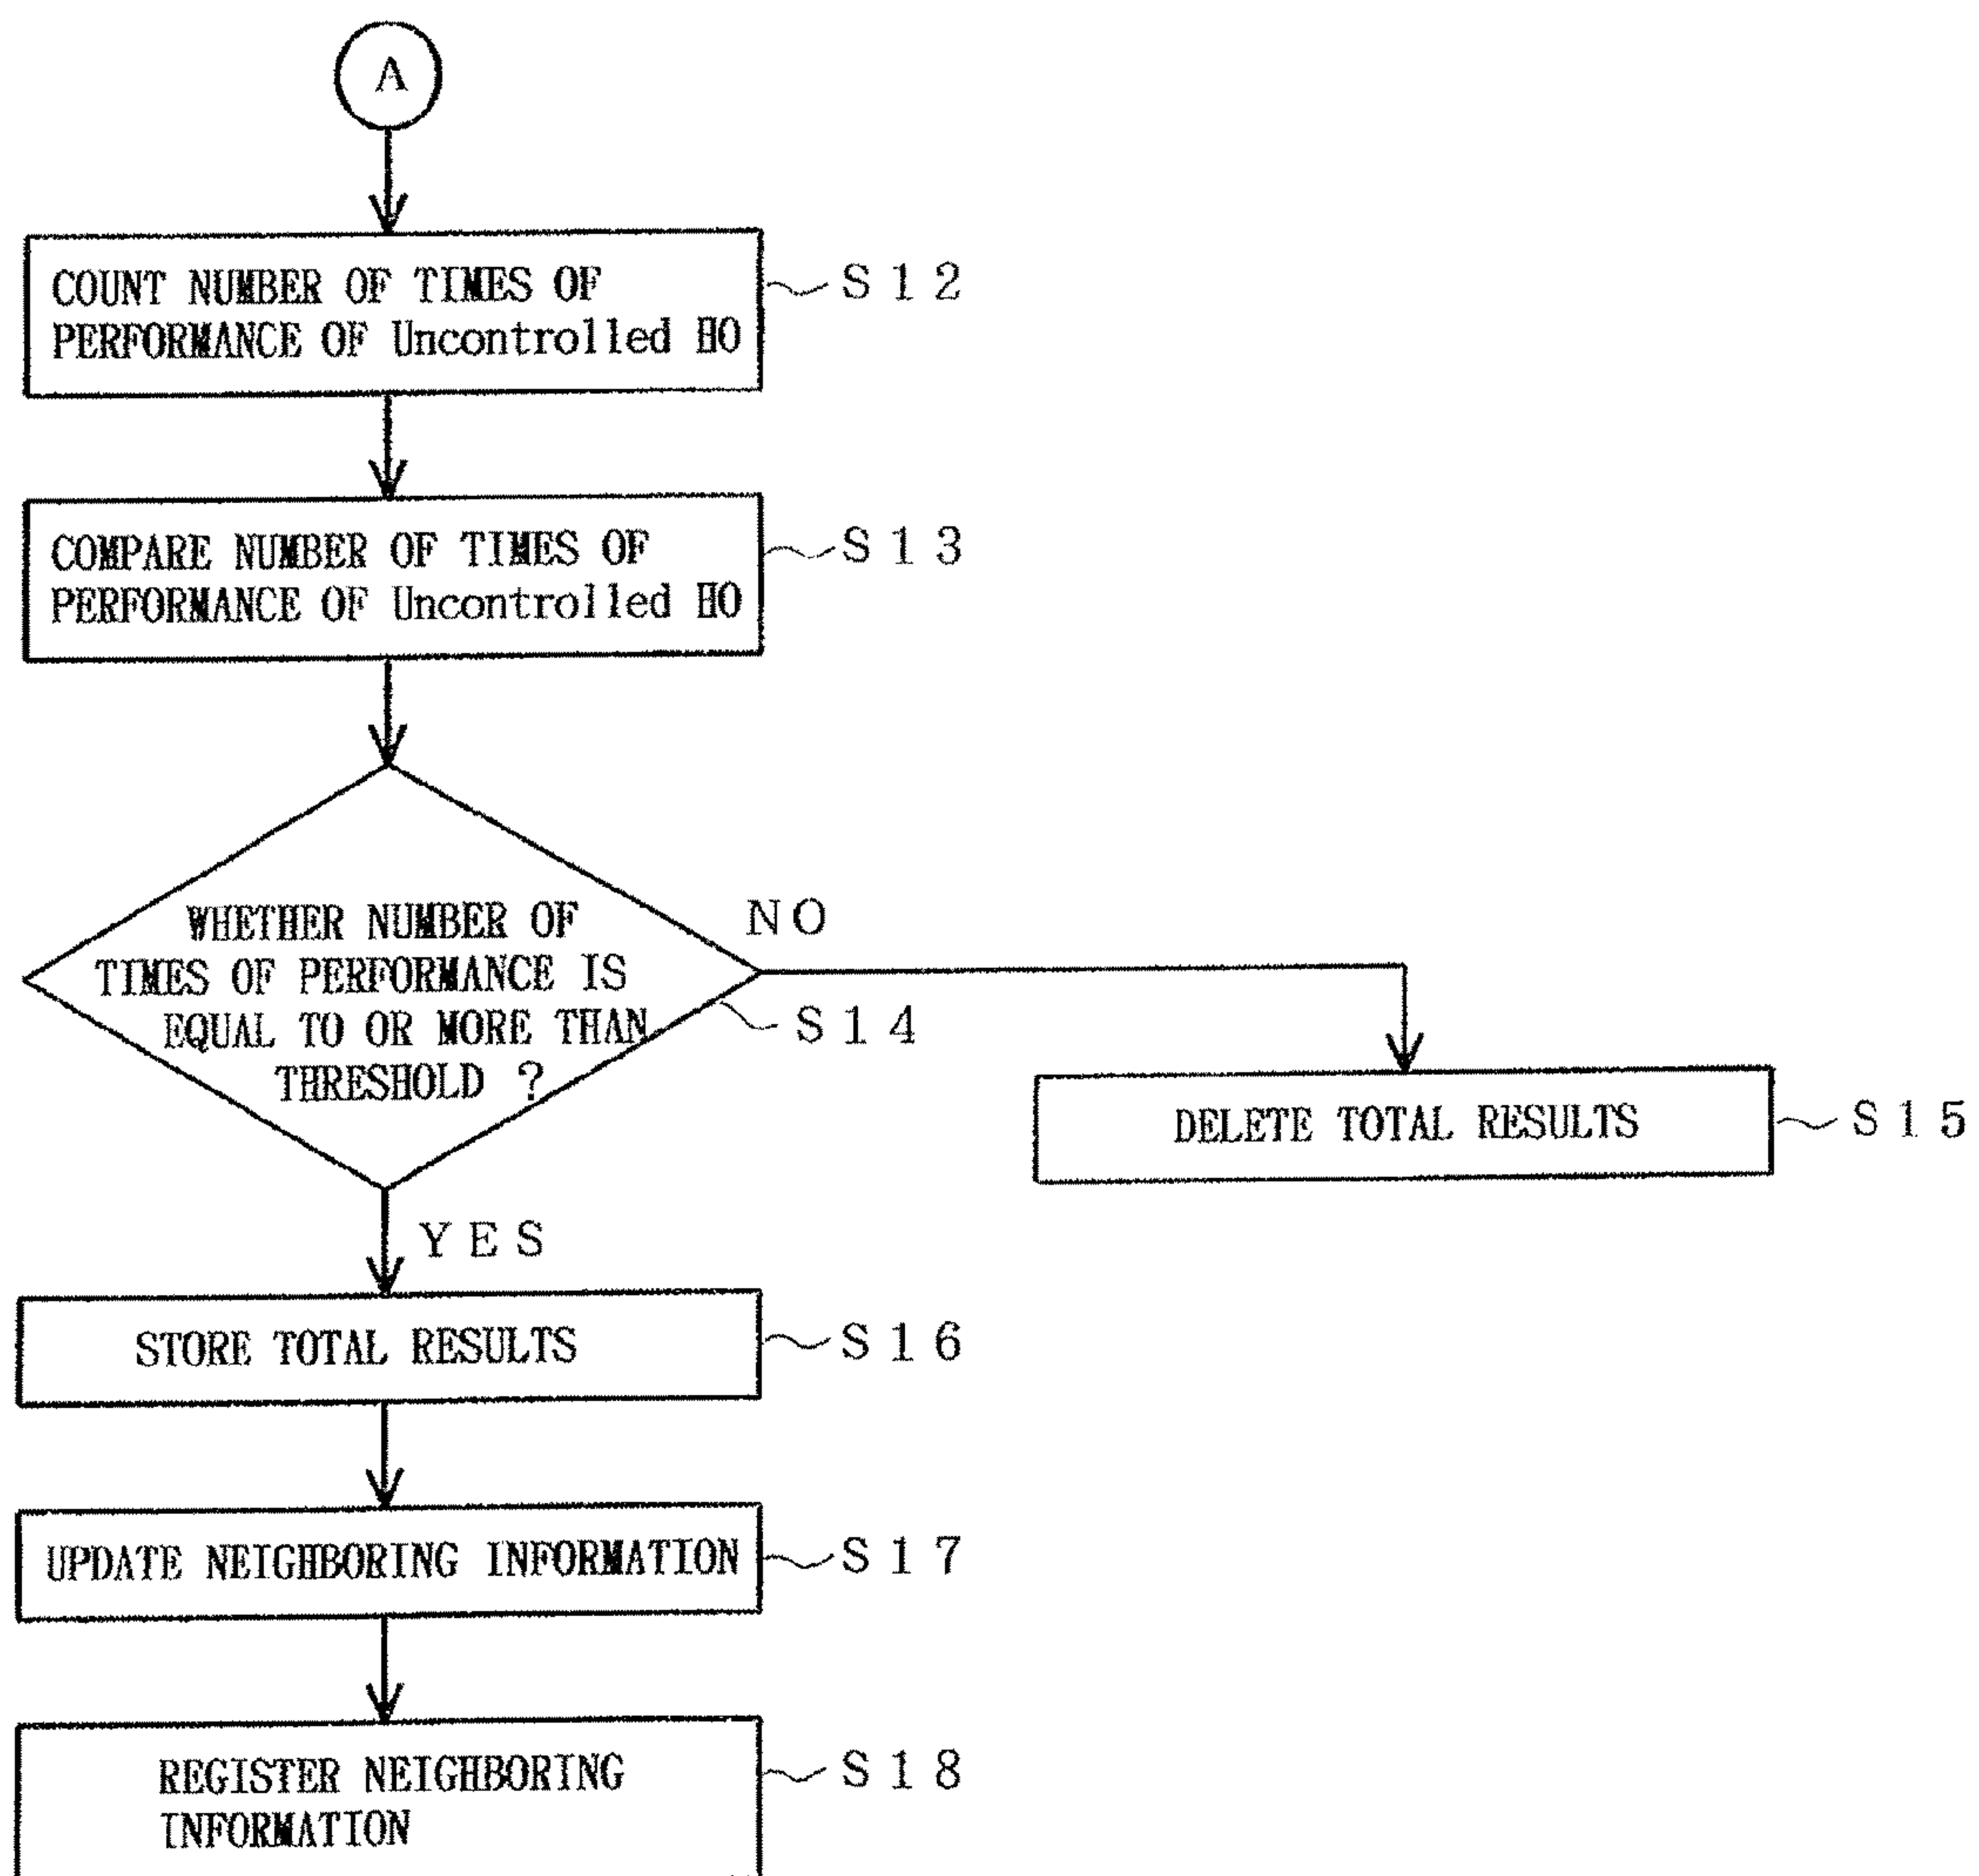 A
COUNT NUMBER OF TIMES OF
PERFORMANCE OF Uncontrolled HO
S12
COMPARE NUMBER OF TIMES OF
PERFORMANCE OF Uncontrolled HO
S13
WHETHER NUMBER OF
TIMES OF PERFORMANCE IS
EQUAL TO OR MORE THAN
THRESHOLD ?
NO
S14
DELETE TOTAL RESULTS
S15
YES
STORE TOTAL RESULTS
S16
UPDATE NEIGHBORING INFORMATION
S17
REGISTER NEIGHBORING
INFORMATION
S18